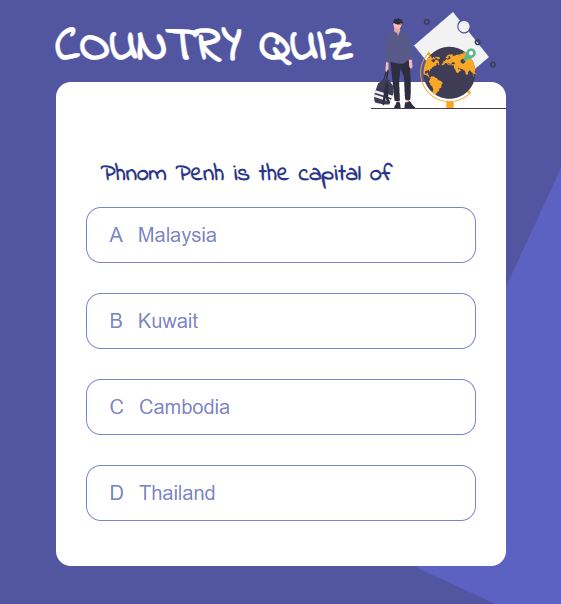 COUNTRY QUIZ
Phnom Penh is the capital of
A Malaysia
B Kuwait
C Cambodia
D Thailand